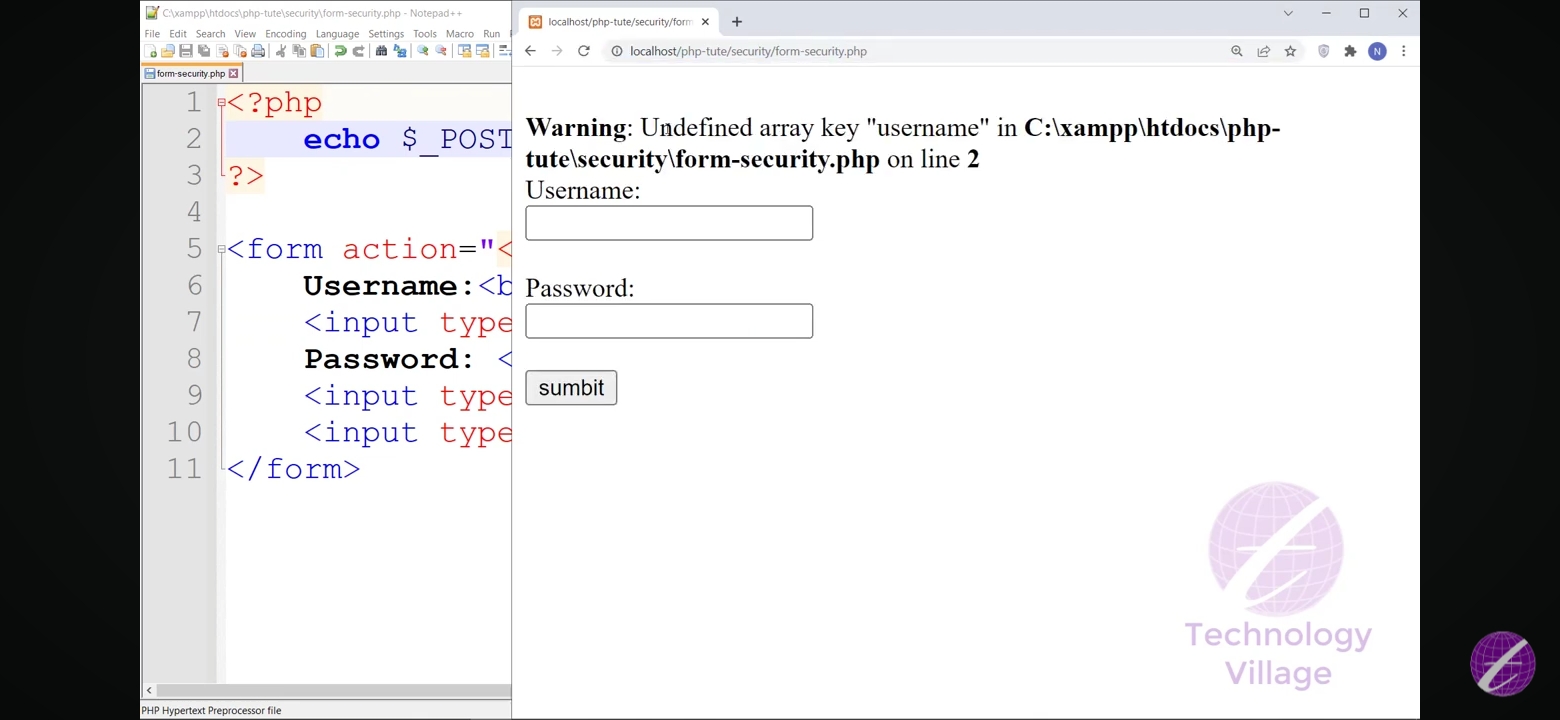 C:\xampp\htdocs\php-tute\security\form-security.php - Notepad++
File Edit Search View Encoding Language Settings Tools Macro Run
form-security.php
1 <?php
2 echo $_POST
3 ?>
4
5 <form action="<
6 Username:<b
7 <input type
8 Password: <
9 <input type
10 <input type
11 </form>
PHP Hypertext Preprocessor file
localhost/php-tute/security/form
localhost/php-tute/security/form-security.php
N
Warning: Undefined array key "username" in C:\xampp\htdocs\php-
tute\security\form-security.php on line 2
Username:
Password:
sumbit
Technology
Village